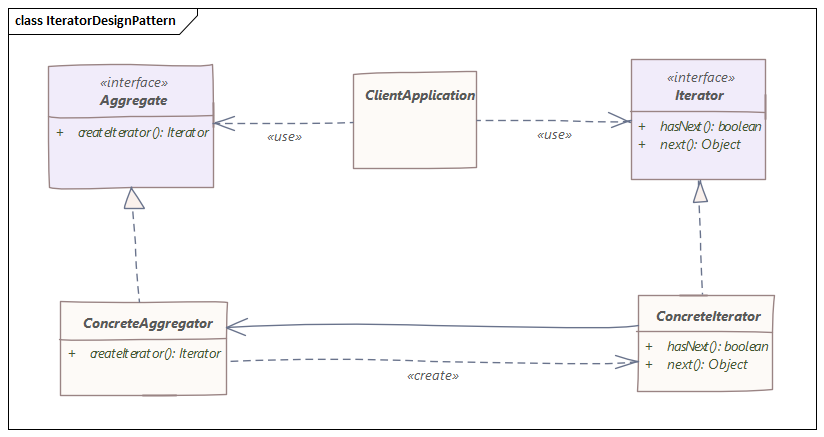 class IteratorDesignPattern
«interface»
Aggregate
+ createIterator(): Iterator
ClientApplication
«interface»
Iterator
+ hasNext(): boolean
+ next(): Object
«use»
«use»
ConcreteAggregator
+ createIterator(): Iterator
ConcreteIterator
+ hasNext(): boolean
+ next(): Object
«create»